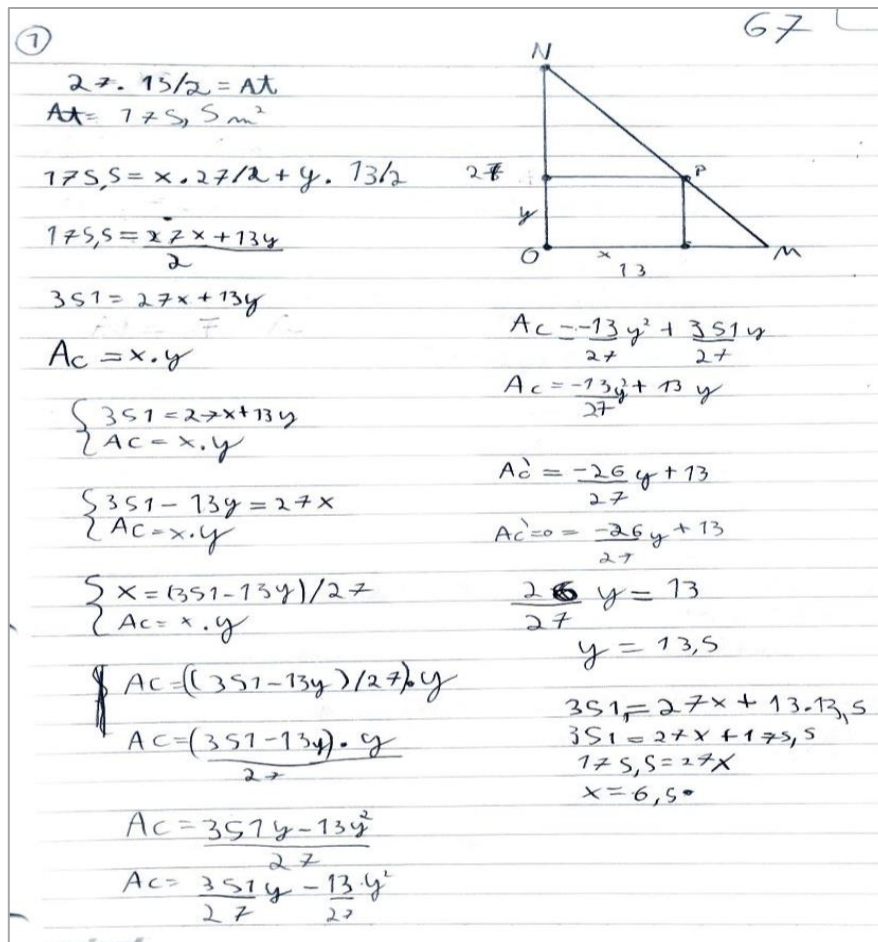 67
①
27. 13/2 = At
At = 175,5 m²
175,5 = x.27/2 + y. 13/2
175,5 = 27x + 13y
2
351 = 27x + 13y
Ac = x.y
{ 351 = 27x + 13y
{ Ac = x.y
{ 351 - 13y = 27x
{ Ac = x.y
{ x = (351 - 13y)/27
{ Ac = x.y
Ac = ((351 - 13y)/27).y
Ac = (351 - 13y).y
27
Ac = 351y - 13y²
27
Ac = 351 y - 13 y²
27 27
N
27
P
y
O
x
13
M
Ac = -13 y² + 351 y
27 27
Ac = -13y² + 13 y
27
Ac' = -26 y + 13
27
Ac' = 0 = -26 y + 13
27
26 y = 13
27
y = 13,5
351 = 27x + 13.13,5
351 = 27x + 175,5
175,5 = 27x
x = 6,5